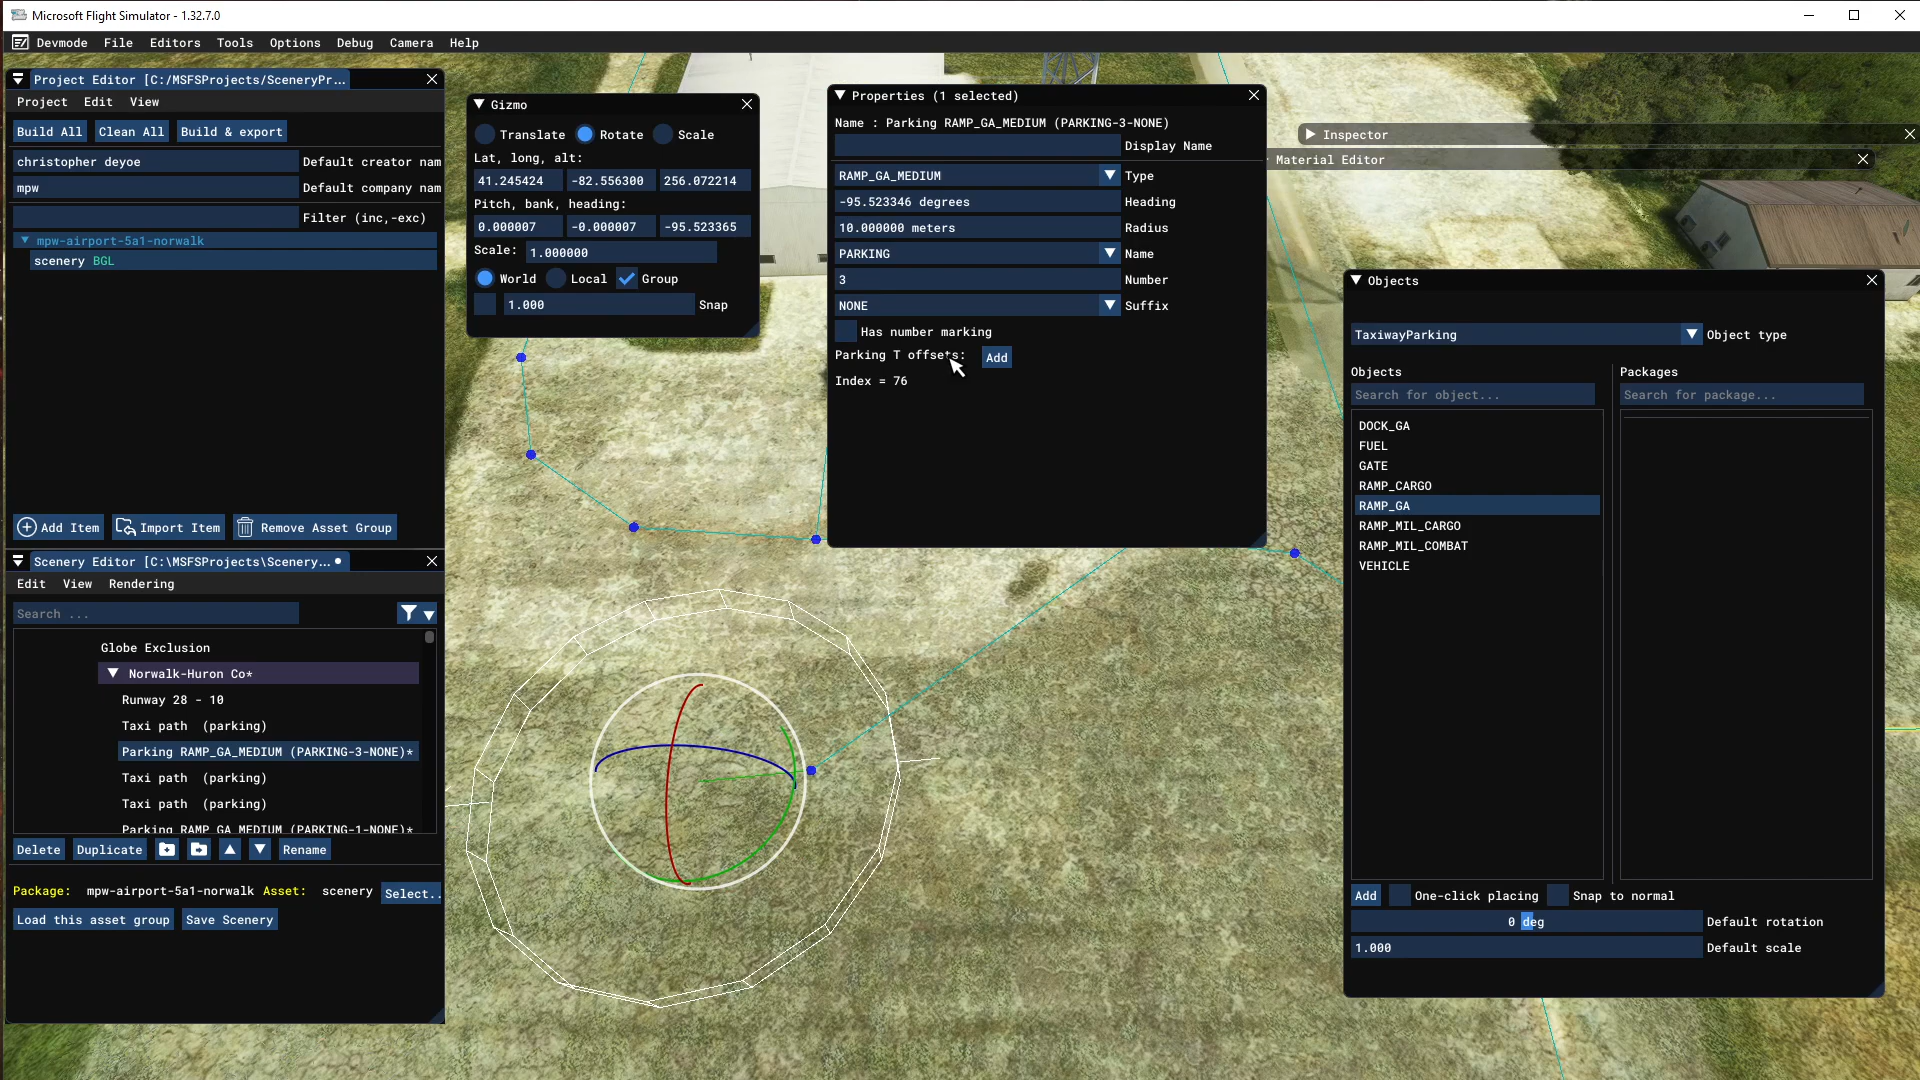 Microsoft Flight Simulator - 1.32.7.0
Devmode File Editors Tools Options Debug Camera Help
Project Editor [C:/MSFSProjects/SceneryPr...
Project Edit View
Build All Clean All Build & export
christopher deyoe Default creator nam
mpw Default company nam
Filter (inc,-exc)
mpw-airport-5a1-norwalk
scenery BGL
Add Item Import Item Remove Asset Group
Scenery Editor [C:\MSFSProjects\Scenery...
Edit View Rendering
Search ...
Globe Exclusion
Norwalk-Huron Co*
Runway 28 - 10
Taxi path (parking)
Parking RAMP_GA_MEDIUM (PARKING-3-NONE)*
Taxi path (parking)
Taxi path (parking)
Parking RAMP_GA_MEDIUM (PARKING-1-NONE)*
Delete Duplicate Rename
Package: mpw-airport-5a1-norwalk Asset: scenery Select..
Load this asset group Save Scenery
Gizmo
Translate Rotate Scale
Lat, long, alt:
41.245424 -82.556300 256.072214
Pitch, bank, heading:
0.000007 -0.000007 -95.523365
Scale: 1.000000
World Local Group
1.000 Snap
Properties (1 selected)
Name : Parking RAMP_GA_MEDIUM (PARKING-3-NONE)
Display Name
RAMP_GA_MEDIUM Type
-95.523346 degrees Heading
10.000000 meters Radius
PARKING Name
3 Number
NONE Suffix
Has number marking
Parking T offsets: Add
Index = 76
Inspector
Material Editor
Objects
TaxiwayParking Object type
Objects Packages
Search for object... Search for package...
DOCK_GA
FUEL
GATE
RAMP_CARGO
RAMP_GA
RAMP_MIL_CARGO
RAMP_MIL_COMBAT
VEHICLE
Add One-click placing Snap to normal
0 deg Default rotation
1.000 Default scale